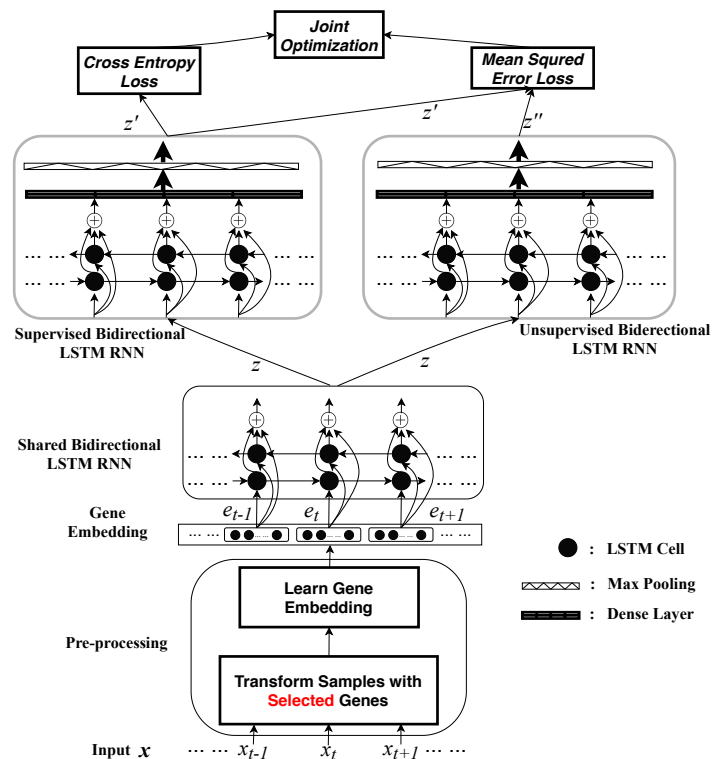 Joint
Optimization
Cross Entropy
Loss
Mean Squred
Error Loss
z'
z'
z''
... ...
... ...
... ...
... ...
... ...
... ...
... ...
... ...
Supervised Bidirectional
LSTM RNN
Unsupervised Biderectional
LSTM RNN
z
z
Shared Bidirectional
LSTM RNN
... ...
... ...
... ...
... ...
Gene
Embedding
e_{t-1}
e_t
e_{t+1}
... ...
... ...
... ...
... ...
... ...
: LSTM Cell
: Max Pooling
: Dense Layer
Learn Gene
Embedding
Pre-processing
Transform Samples with
Selected Genes
Input x ... ... x_{t-1} x_t x_{t+1} ... ...